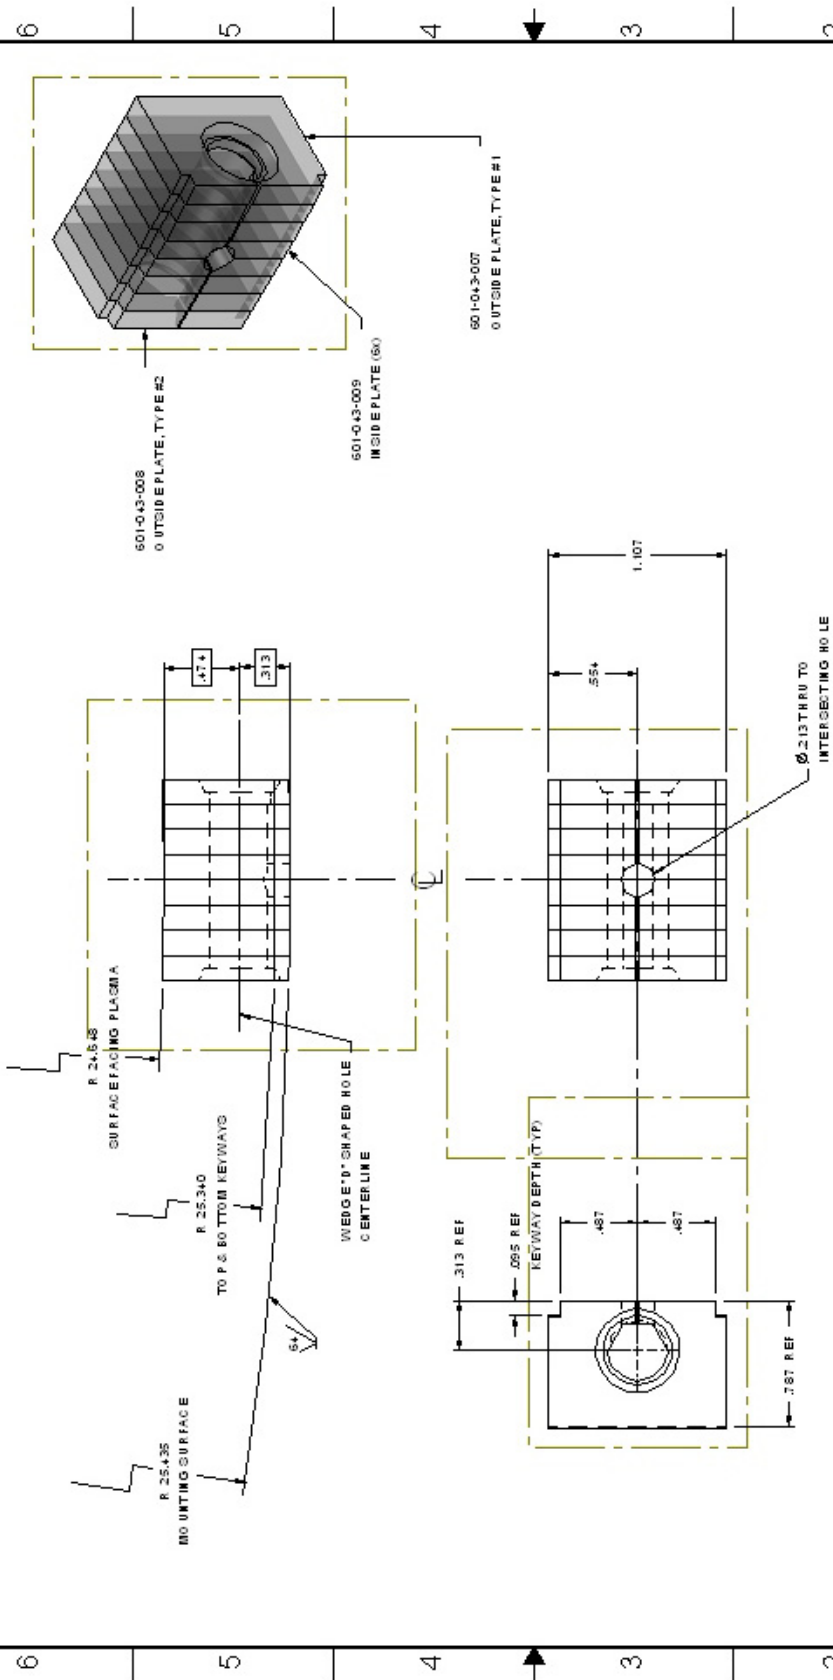 6
5
4
3
2
601-043-008
OUTSIDE PLATE, TYPE #2
601-043-009
INSIDE PLATE (6X)
601-043-007
OUTSIDE PLATE, TYPE #1
.474
.313
R 24.648
SURFACE FACING PLASMA
R 25.340
TOP & BOTTOM KEYWAYS
WEDGE "D" SHAPED HOLE
CENTERLINE
R 25.435
MOUNTING SURFACE
64
℄
1.107
.554
Ø.213 THRU TO
INTERSECTING HOLE
.313 REF
.095 REF
KEYWAY DEPTH (TYP)
.487
.487
.787 REF
6
5
4
3
2